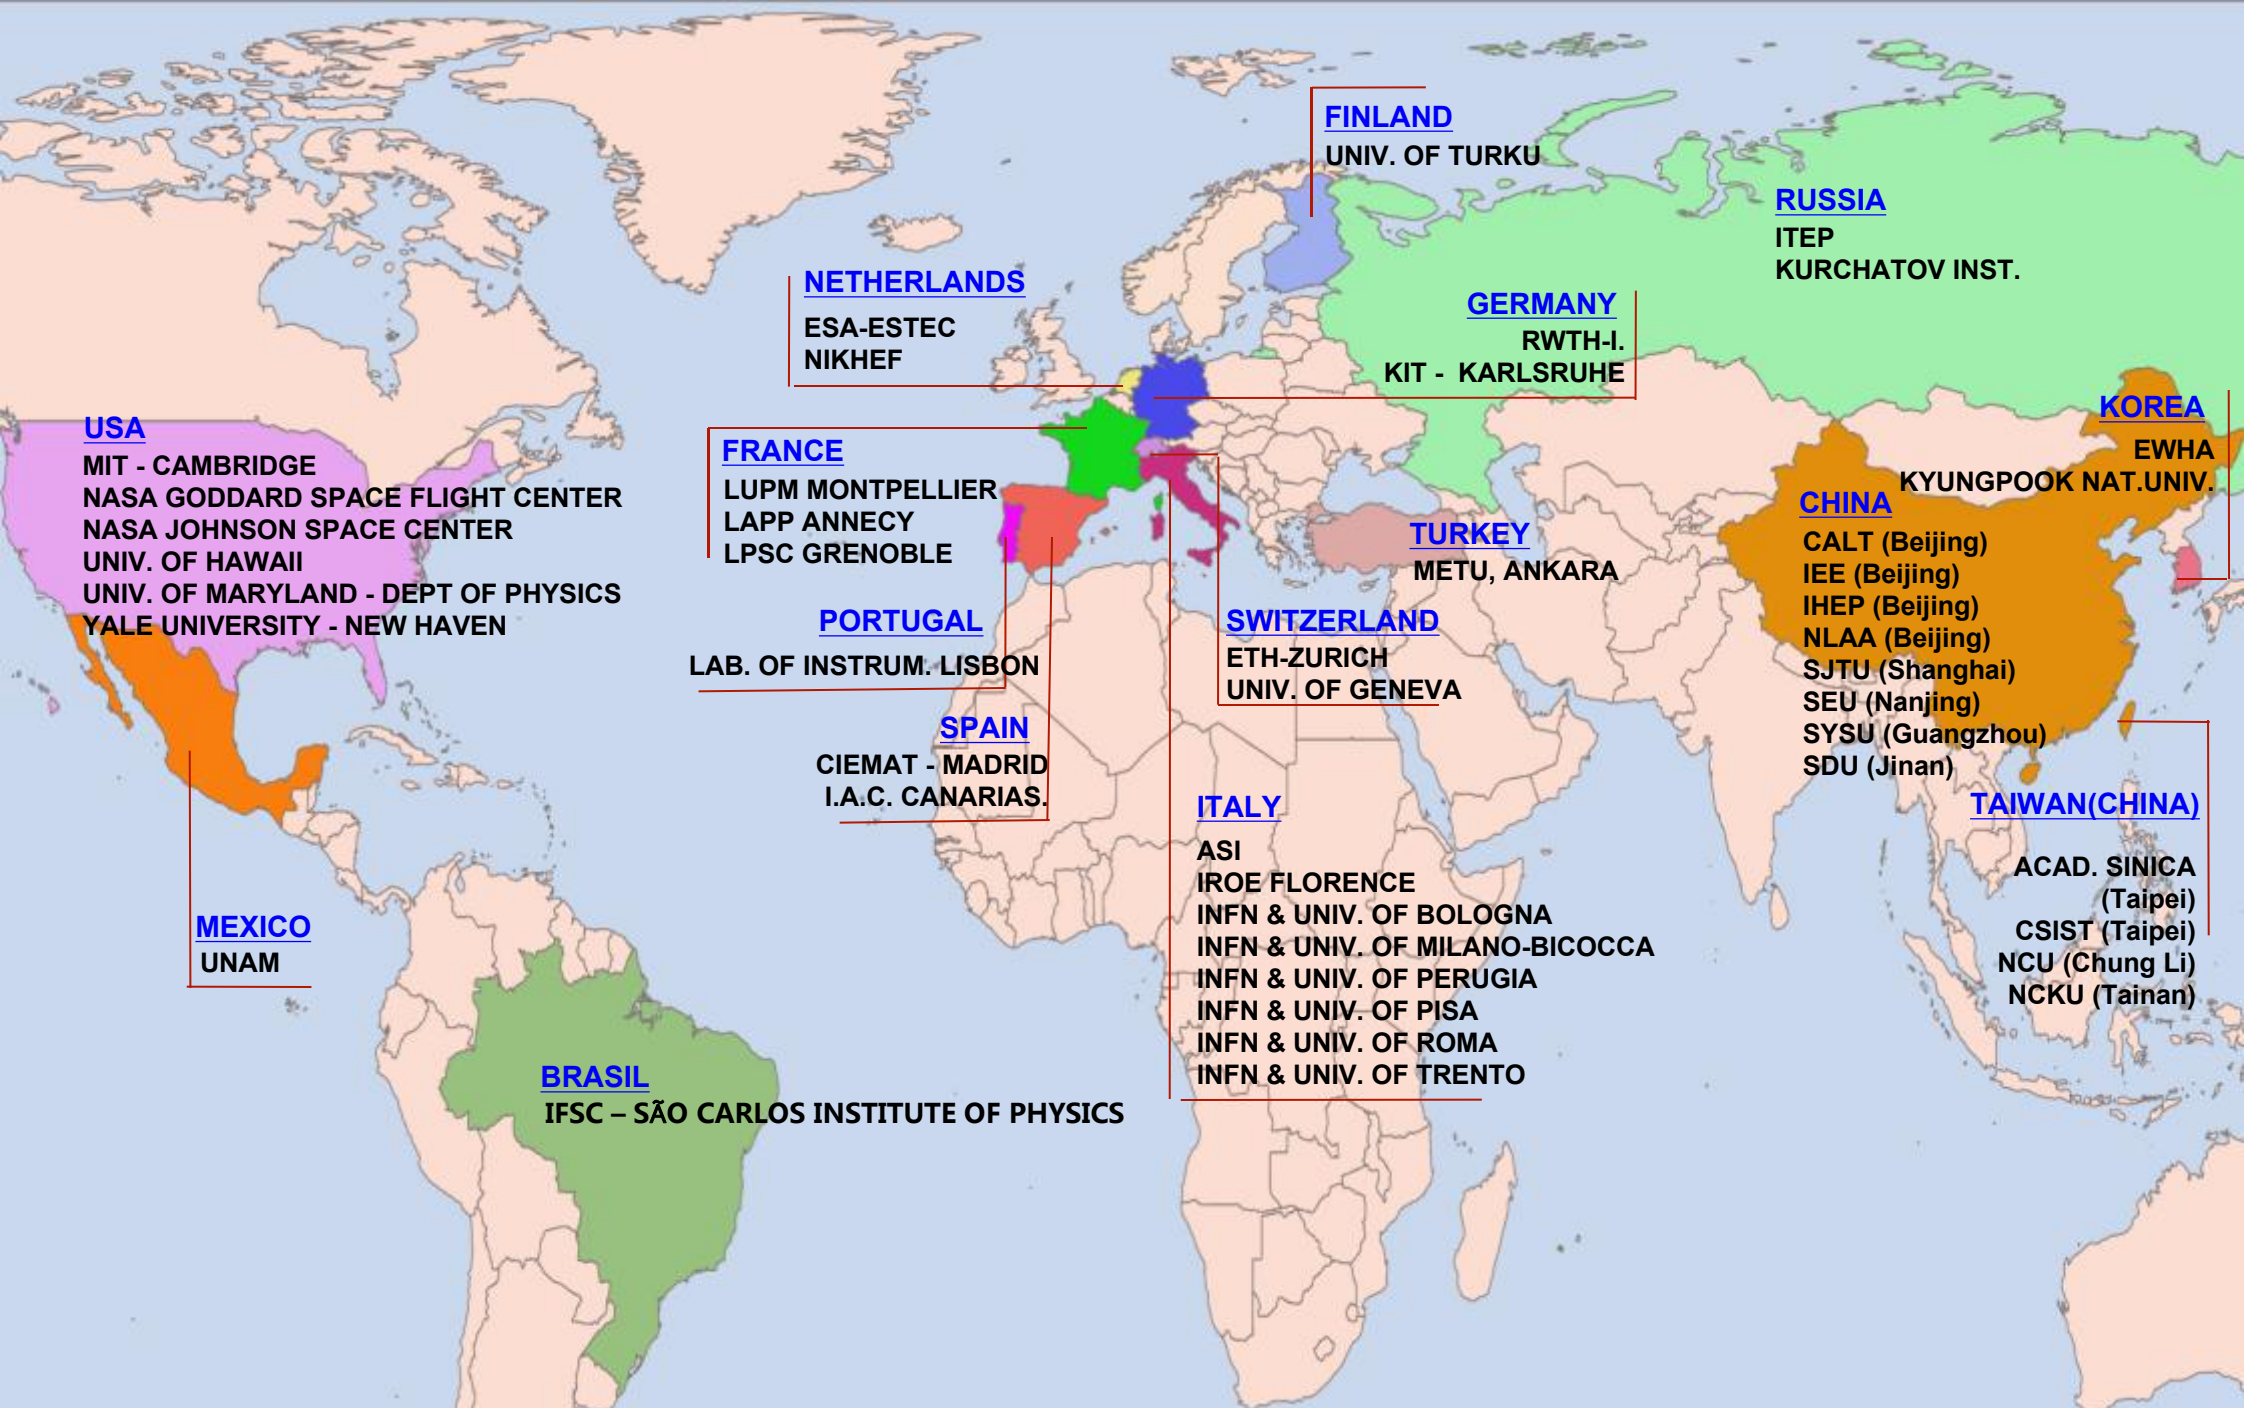 FINLAND
UNIV. OF TURKU
RUSSIA
ITEP
KURCHATOV INST.
NETHERLANDS
ESA-ESTEC
NIKHEF
GERMANY
RWTH-I.
KIT - KARLSRUHE
KOREA
EWHA
KYUNGPOOK NAT.UNIV.
USA
MIT - CAMBRIDGE
NASA GODDARD SPACE FLIGHT CENTER
NASA JOHNSON SPACE CENTER
UNIV. OF HAWAII
UNIV. OF MARYLAND - DEPT OF PHYSICS
YALE UNIVERSITY - NEW HAVEN
FRANCE
LUPM MONTPELLIER
LAPP ANNECY
LPSC GRENOBLE
CHINA
CALT (Beijing)
IEE (Beijing)
IHEP (Beijing)
NLAA (Beijing)
SJTU (Shanghai)
SEU (Nanjing)
SYSU (Guangzhou)
SDU (Jinan)
TURKEY
METU, ANKARA
PORTUGAL
LAB. OF INSTRUM. LISBON
SWITZERLAND
ETH-ZURICH
UNIV. OF GENEVA
SPAIN
CIEMAT - MADRID
I.A.C. CANARIAS.
ITALY
ASI
IROE FLORENCE
INFN & UNIV. OF BOLOGNA
INFN & UNIV. OF MILANO-BICOCCA
INFN & UNIV. OF PERUGIA
INFN & UNIV. OF PISA
INFN & UNIV. OF ROMA
INFN & UNIV. OF TRENTO
TAIWAN(CHINA)
ACAD. SINICA
(Taipei)
CSIST (Taipei)
NCU (Chung Li)
NCKU (Tainan)
MEXICO
UNAM
BRASIL
IFSC – SÃO CARLOS INSTITUTE OF PHYSICS